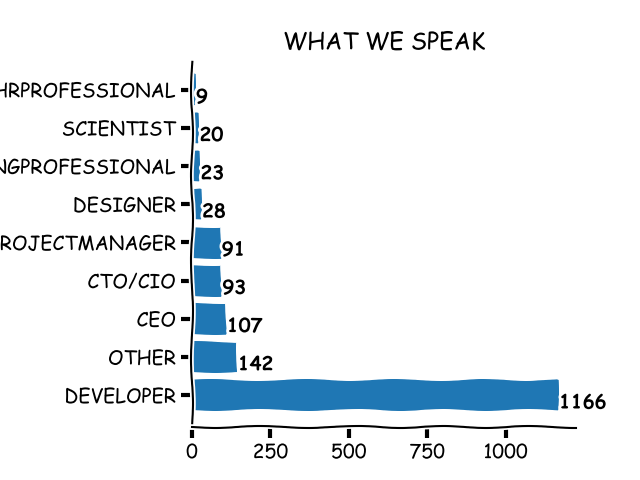 WHAT WE SPEAK
HRPROFESSIONAL 9
SCIENTIST 20
NGPROFESSIONAL 23
DESIGNER 28
ROJECTMANAGER 91
CTO/CIO 93
CEO 107
OTHER 142
DEVELOPER 1166
0 250 500 750 1000